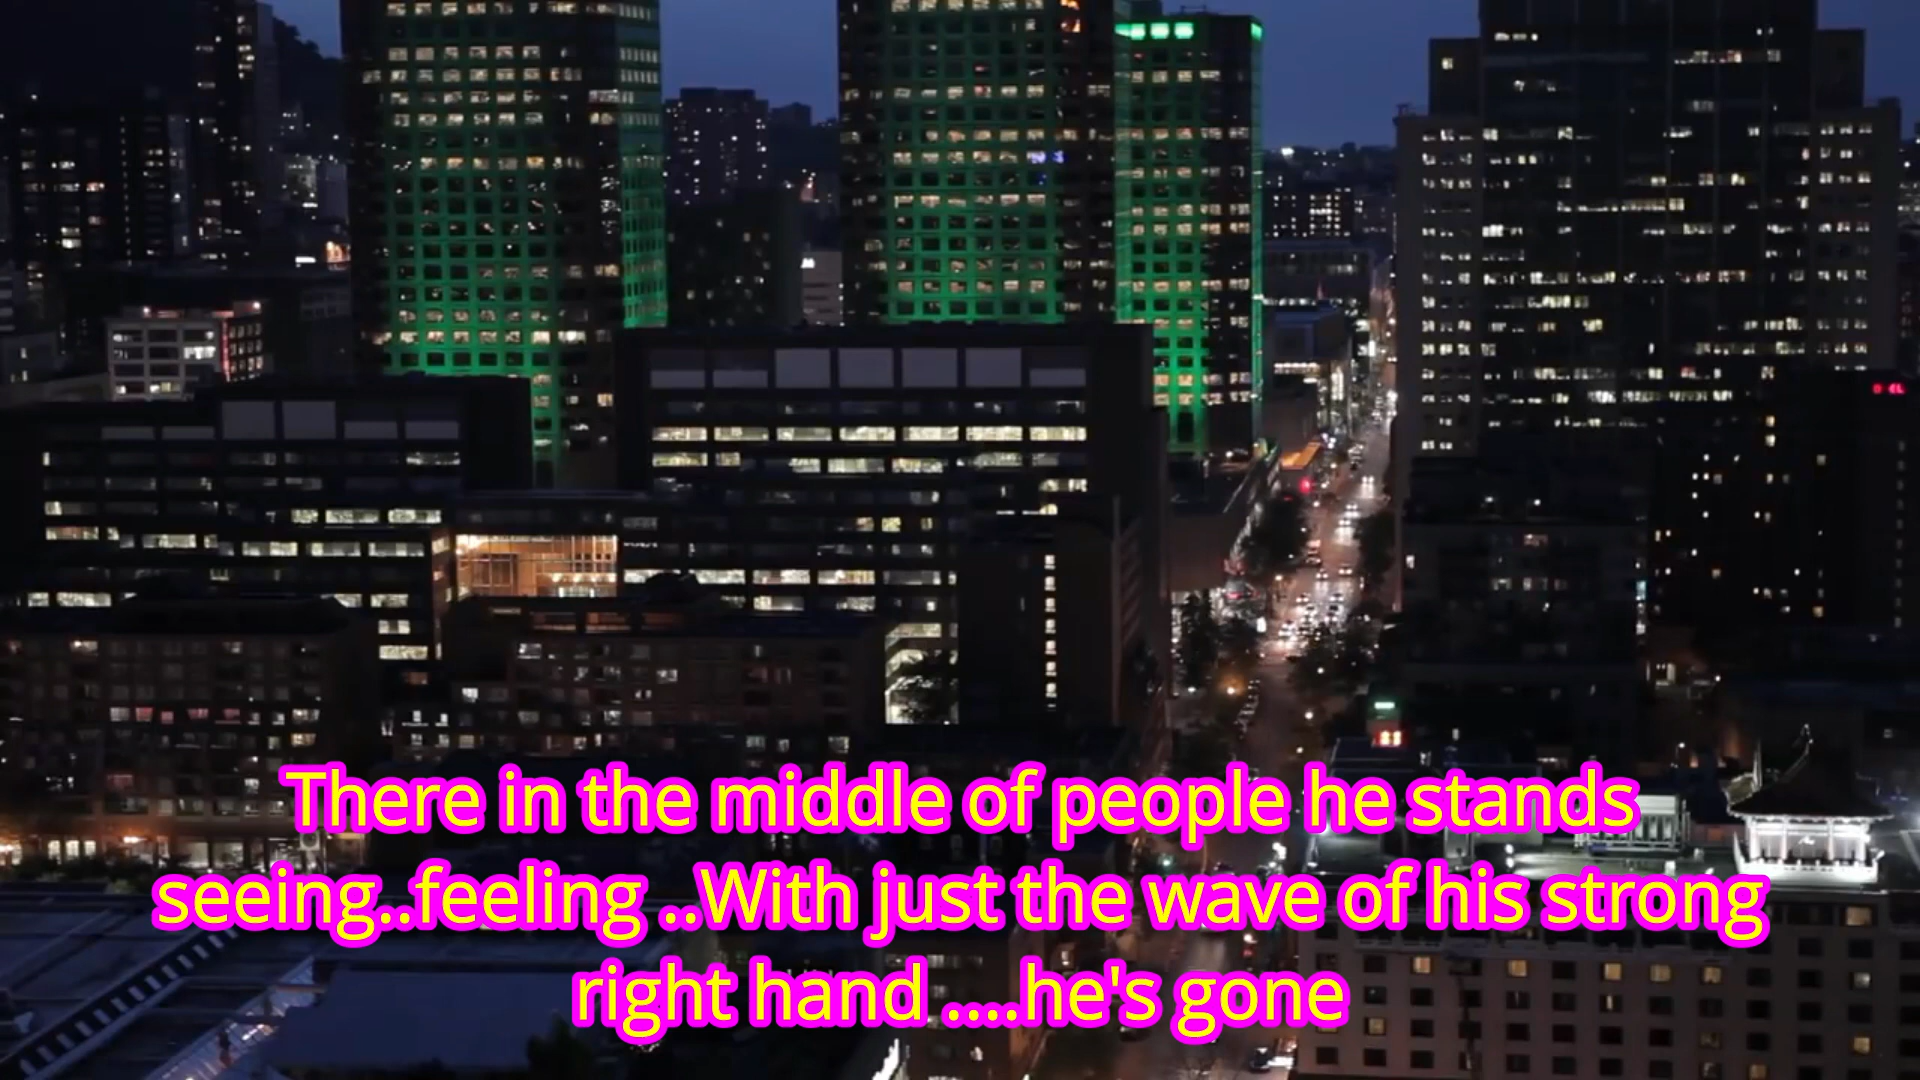 There in the middle of people he stands
seeing..feeling ..With just the wave of his strong
right hand ....he's gone